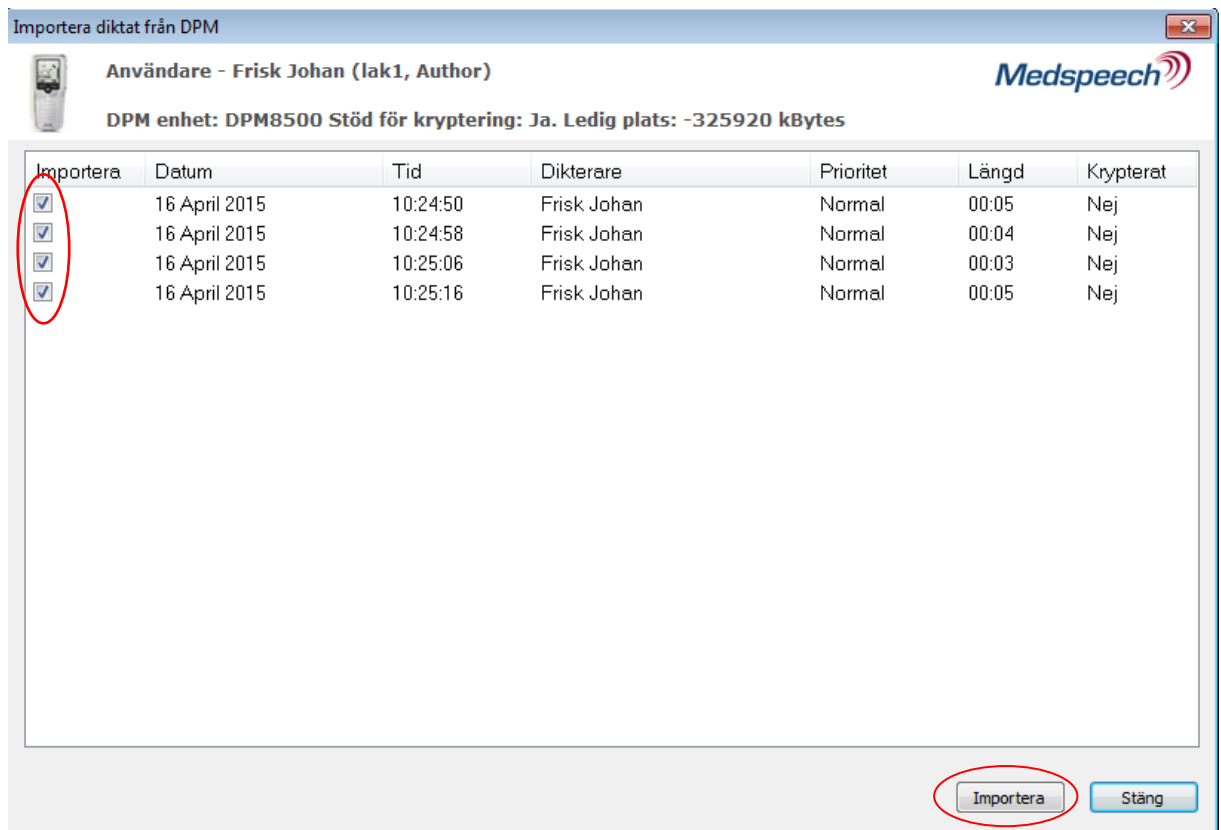 Importera diktat från DPM
Användare - Frisk Johan (lak1, Author)
Medspeech
DPM enhet: DPM8500 Stöd för kryptering: Ja. Ledig plats: -325920 kBytes
Importera Datum Tid Dikterare Prioritet Längd Krypterat
16 April 2015 10:24:50 Frisk Johan Normal 00:05 Nej
16 April 2015 10:24:58 Frisk Johan Normal 00:04 Nej
16 April 2015 10:25:06 Frisk Johan Normal 00:03 Nej
16 April 2015 10:25:16 Frisk Johan Normal 00:05 Nej
Importera Stäng